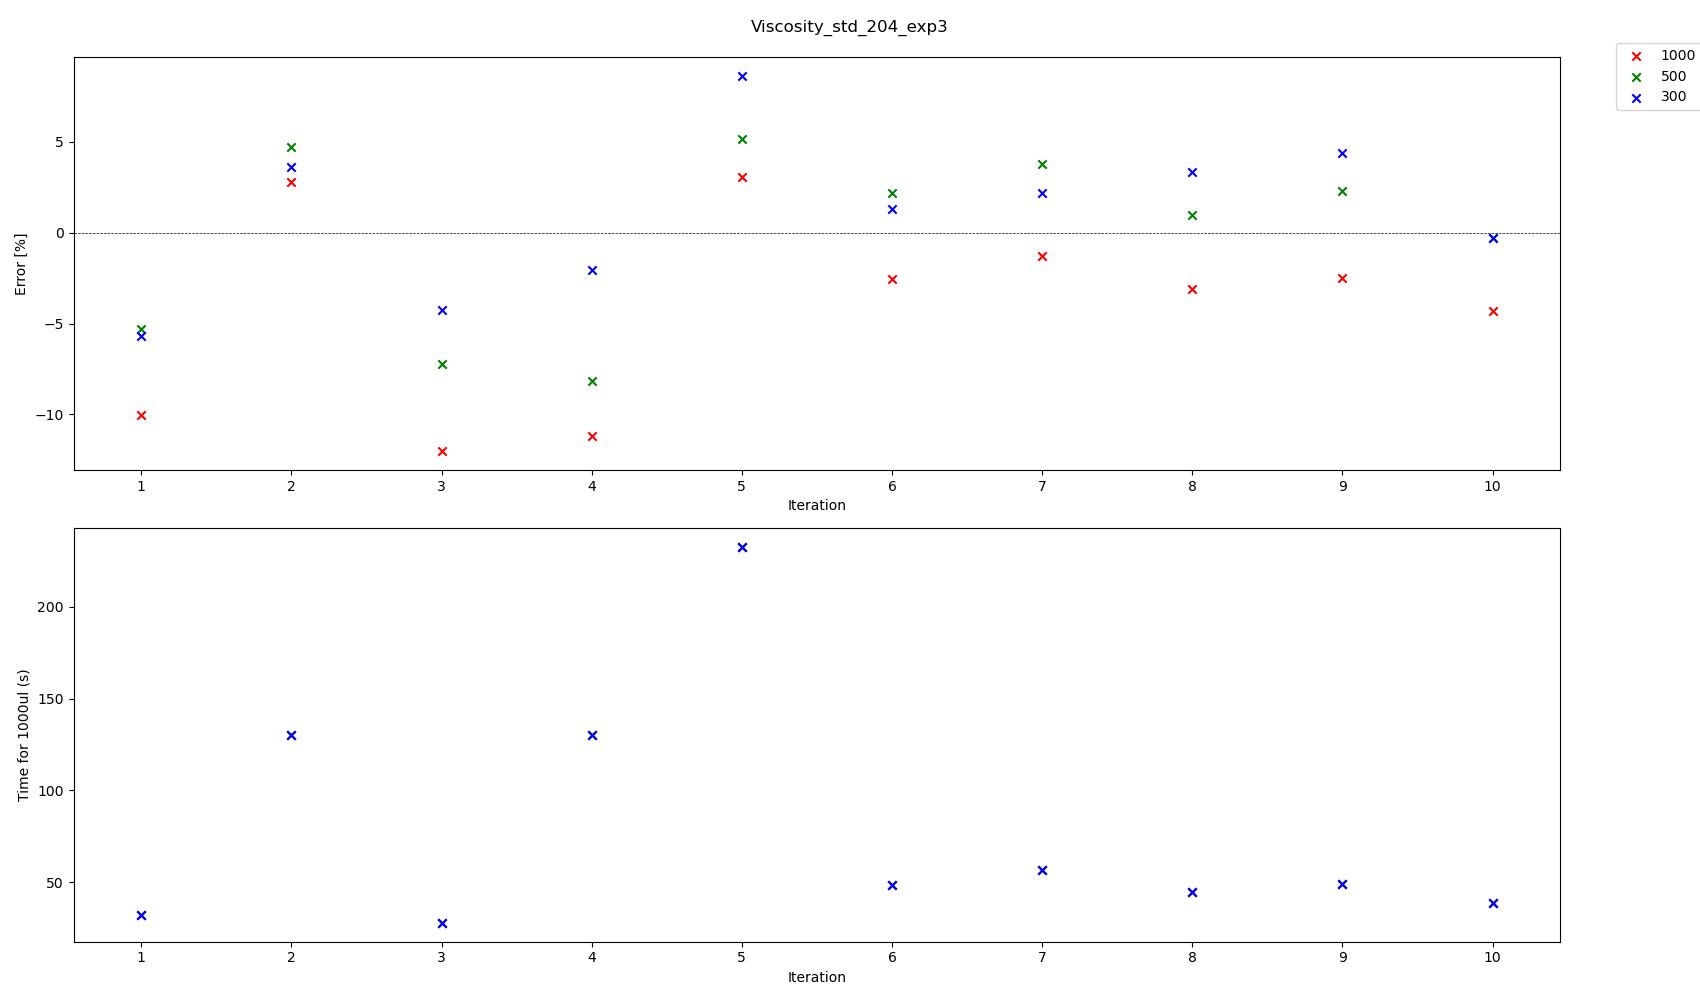 Viscosity_std_204_exp3
1000
500
300
Error [%]
5
0
−5
−10
1 2 3 4 5 6 7 8 9 10
Iteration
Time for 1000ul (s)
200
150
100
50
1 2 3 4 5 6 7 8 9 10
Iteration